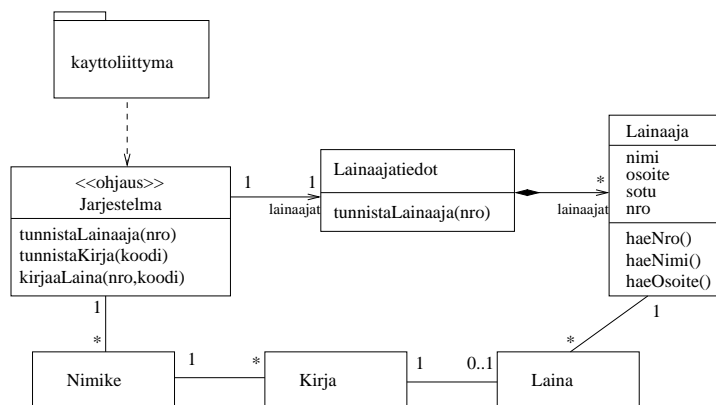 kayttoliittyma
<<ohjaus>>
Jarjestelma
tunnistaLainaaja(nro)
tunnistaKirja(koodi)
kirjaaLaina(nro,koodi)
1
1
lainaajat
Lainaajatiedot
tunnistaLainaaja(nro)
*
lainaajat
Lainaaja
nimi
osoite
sotu
nro
haeNro()
haeNimi()
haeOsoite()
1
*
1
*
Nimike
1
*
Kirja
1
0..1
Laina